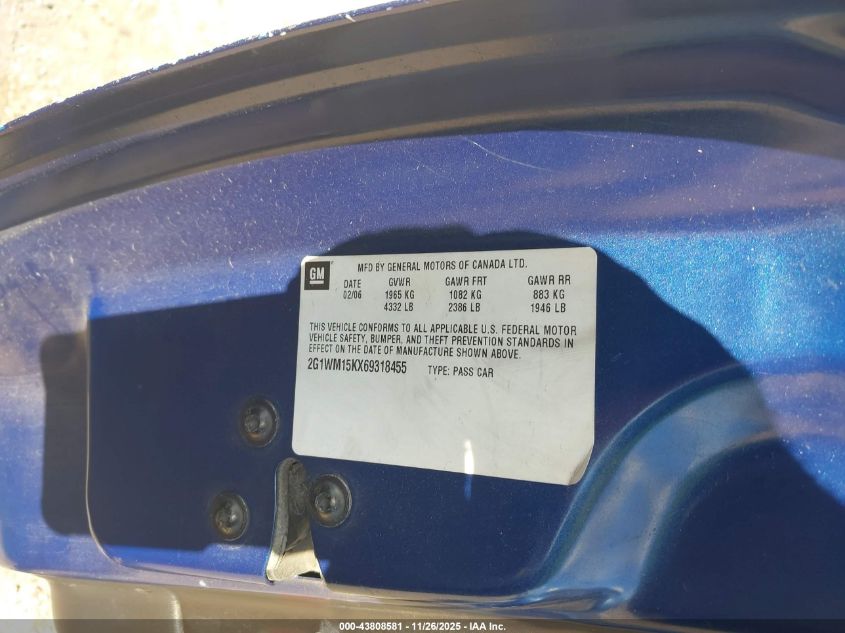 GM
MFD BY GENERAL MOTORS OF CANADA LTD.
DATE GVWR GAWR FRT GAWR RR
02/06 1965 KG 1082 KG 883 KG
4332 LB 2386 LB 1946 LB
THIS VEHICLE CONFORMS TO ALL APPLICABLE U.S. FEDERAL MOTOR
VEHICLE SAFETY, BUMPER, AND THEFT PREVENTION STANDARDS IN
EFFECT ON THE DATE OF MANUFACTURE SHOWN ABOVE.
2G1WM15KX69318455 TYPE: PASS CAR
000-43808581 - 11/26/2025 - IAA Inc.